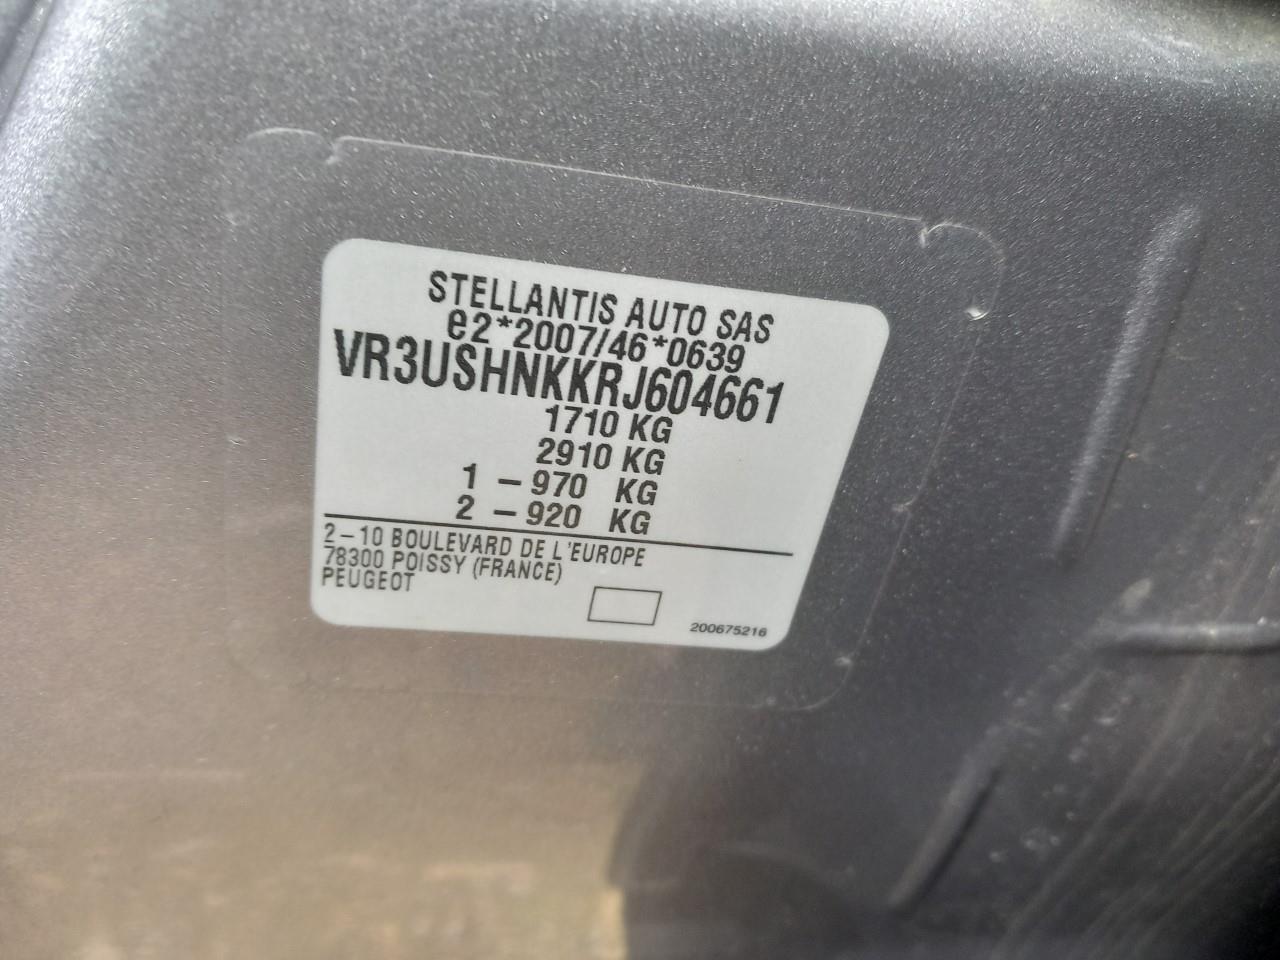 STELLANTIS AUTO SAS
e2*2007/46*0639
VR3USHNKKRJ604661
1710 KG
2910 KG
1 – 970 KG
2 – 920 KG
2–10 BOULEVARD DE L'EUROPE
78300 POISSY (FRANCE)
PEUGEOT
200675216